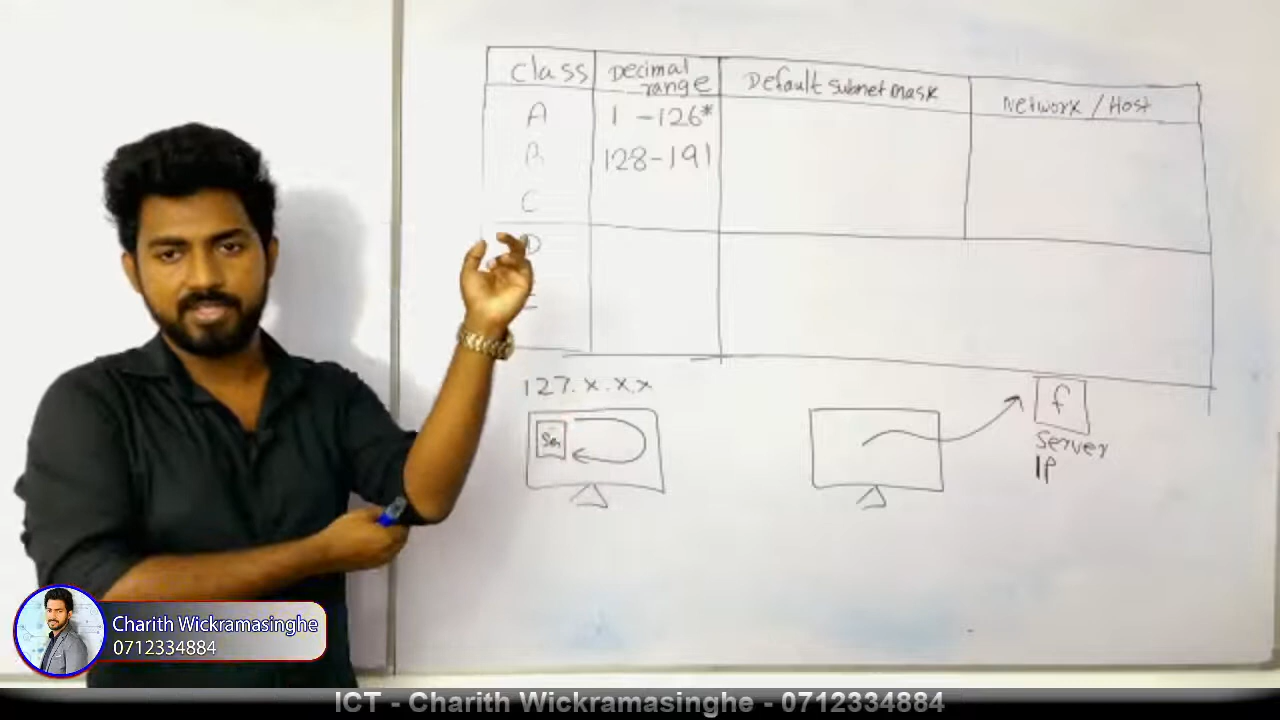 Class Decimal range Default subnet mask Network / Host
A 1 - 126*
B 128 - 191
C
D
E
127.x.x.x
Ser
f
Server
IP
Charith Wickramasinghe
0712334884
ICT - Charith Wickramasinghe - 0712334884